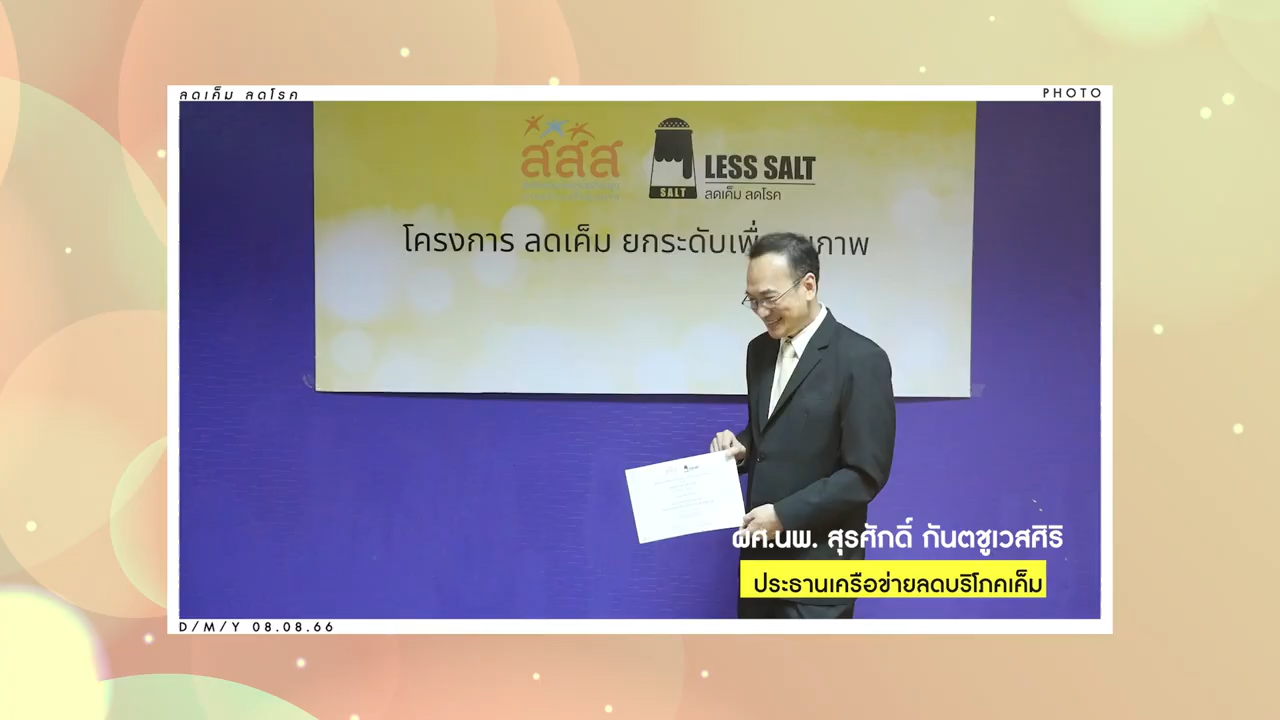 ลดเค็ม ลดโรค
PHOTO
สสส
SALT
LESS SALT
ลดเค็ม ลดโรค
โครงการ ลดเค็ม ยกระดับเพื่
ผศ.นพ. สุรศักดิ์ กันตชูเวสศิริ
ประธานเครือข่ายลดบริโภคเค็ม
D/M/Y 08.08.66